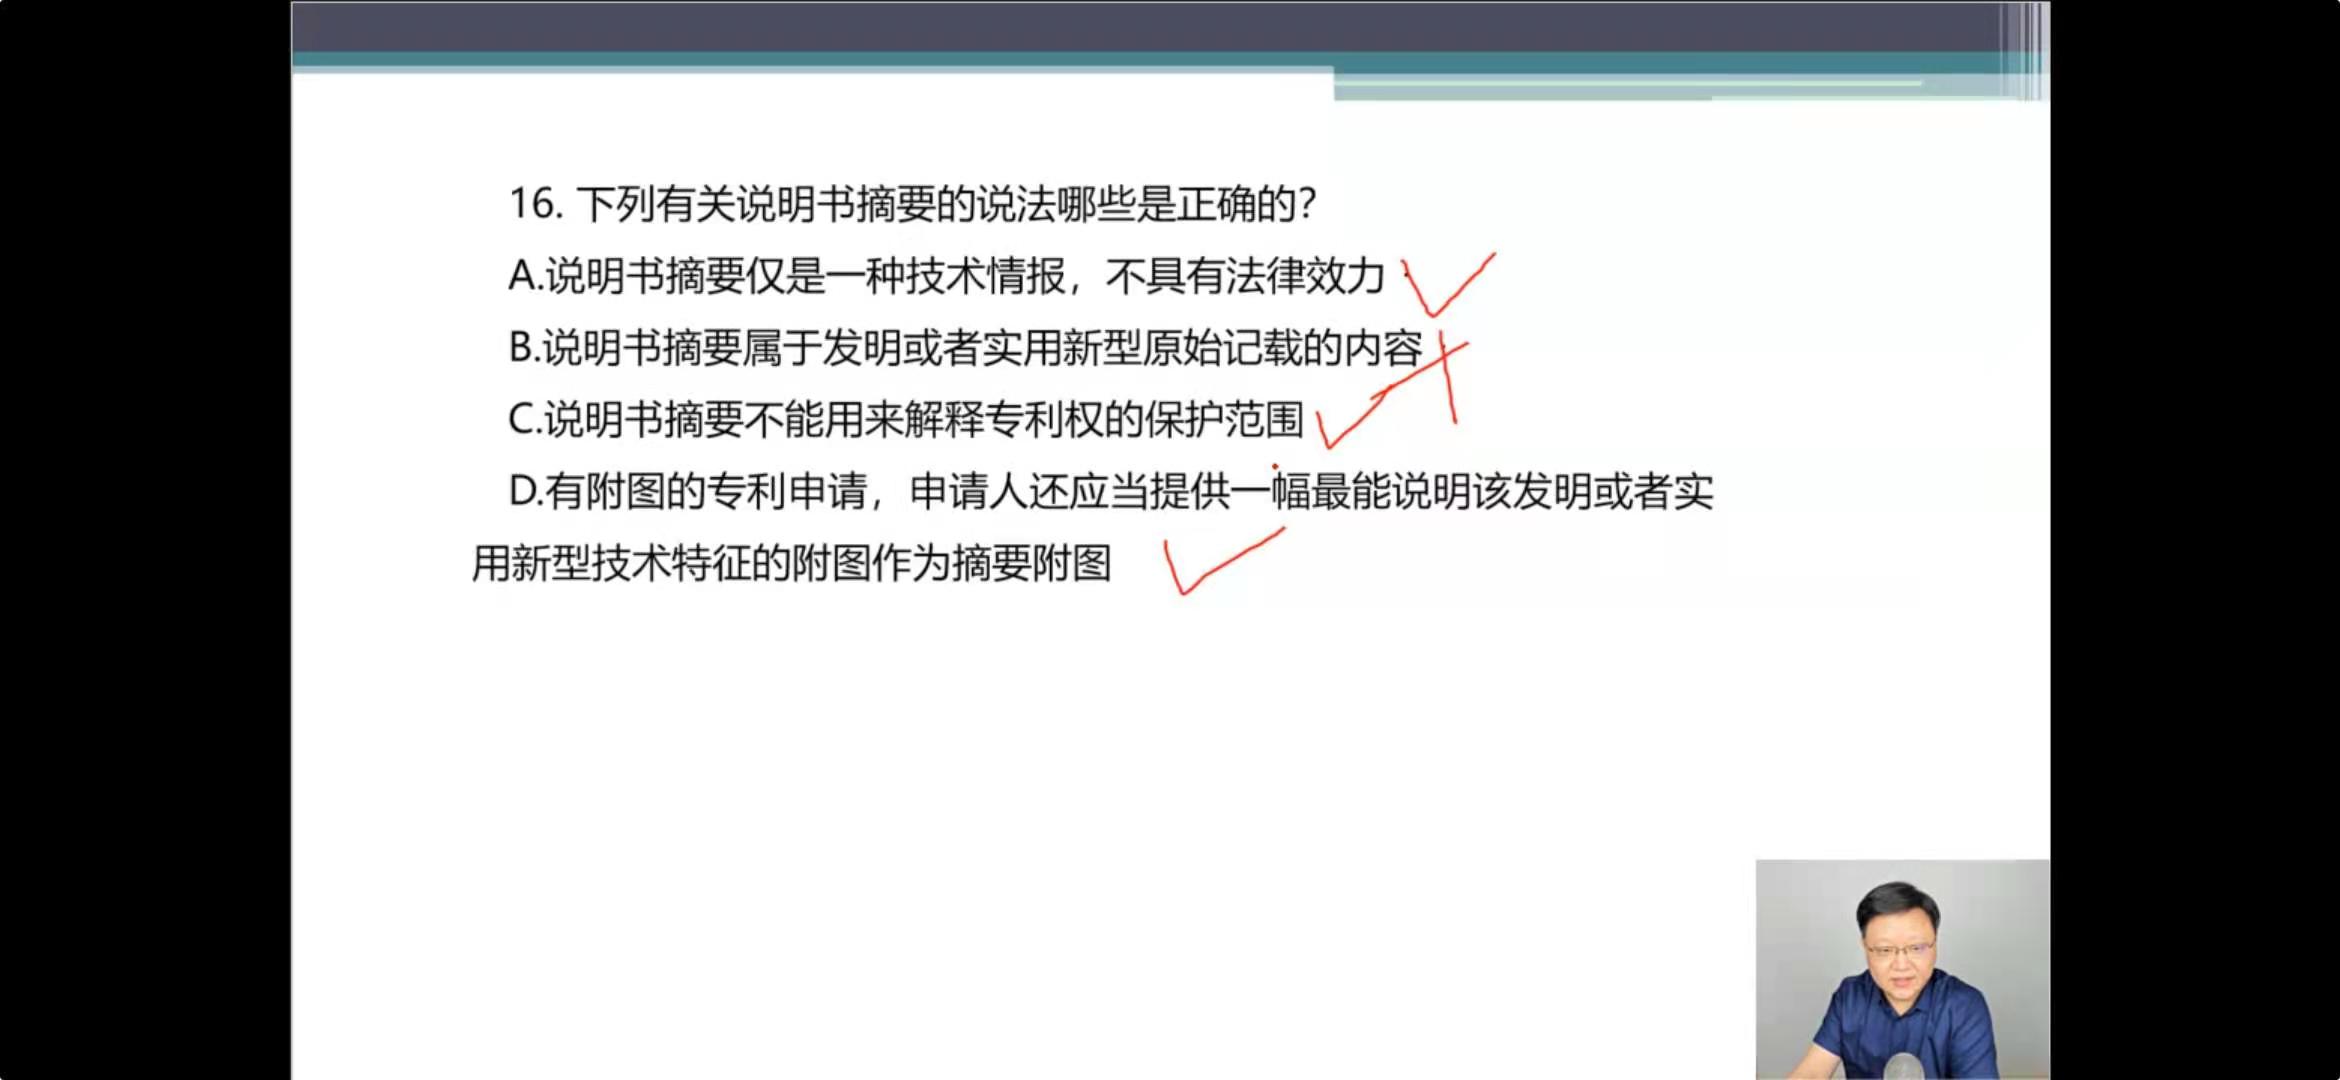 16. 下列有关说明书摘要的说法哪些是正确的?
A.说明书摘要仅是一种技术情报，不具有法律效力
B.说明书摘要属于发明或者实用新型原始记载的内容
C.说明书摘要不能用来解释专利权的保护范围
D.有附图的专利申请，申请人还应当提供一幅最能说明该发明或者实
用新型技术特征的附图作为摘要附图